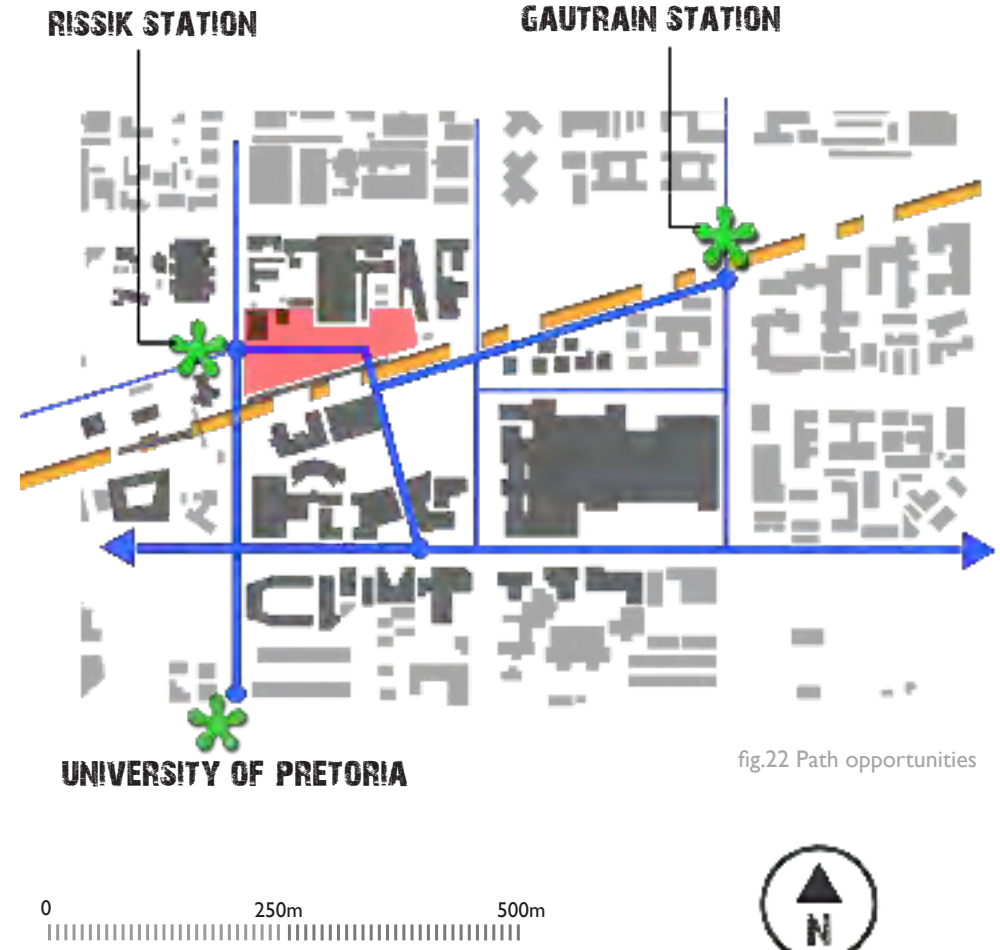 RISSIK STATION
GAUTRAIN STATION
UNIVERSITY OF PRETORIA
fig.22 Path opportunities
0 250m 500m
N